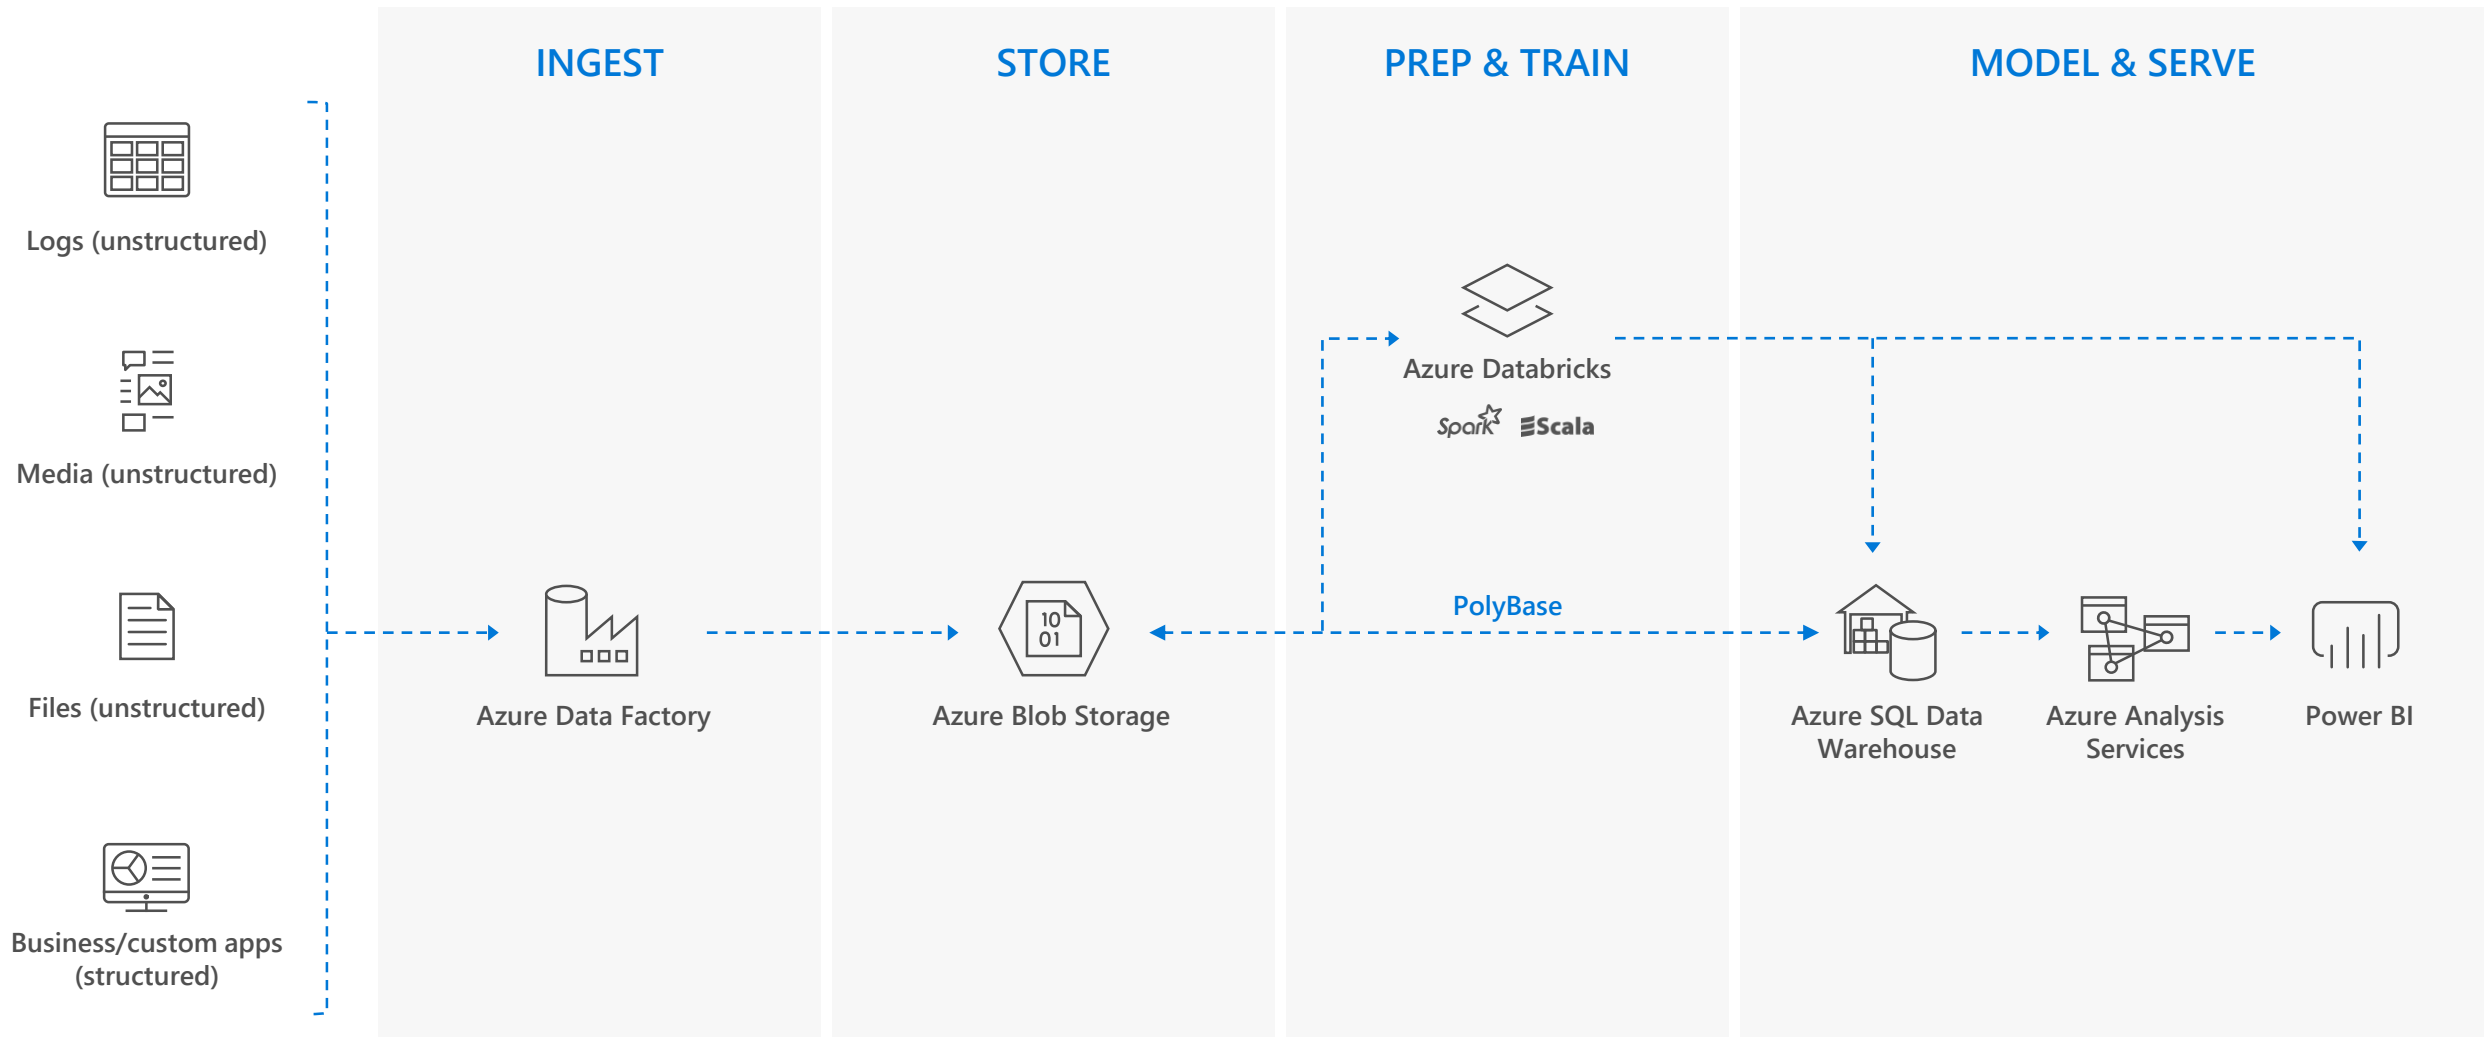 INGEST
STORE
PREP & TRAIN
MODEL & SERVE
Logs (unstructured)
Media (unstructured)
Files (unstructured)
Business/custom apps
(structured)
Azure Data Factory
10
01
Azure Blob Storage
Azure Databricks
Spark Scala
PolyBase
Azure SQL Data
Warehouse
Azure Analysis
Services
Power BI